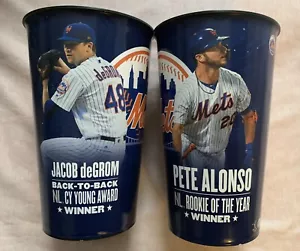 deGROM
48
Mets
JACOB deGROM
BACK-TO-BACK
NL CY YOUNG AWARD
WINNER
Mets
20
PETE ALONSO
NL ROOKIE OF THE YEAR
WINNER